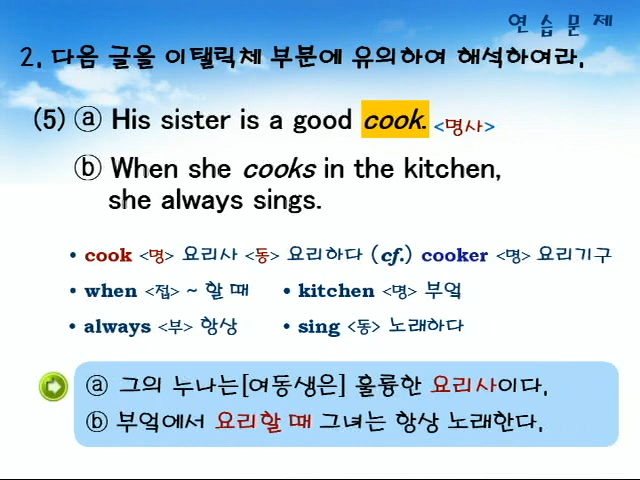 연 습 문 제
2. 다음 글을 이탤릭체 부분에 유의하여 해석하여라.
(5) ⓐ His sister is a good cook. <명사>
ⓑ When she cooks in the kitchen,
she always sings.
• cook <명> 요리사 <동> 요리하다 (cf.) cooker <명> 요리기구
• when <접> ~ 할 때 • kitchen <명> 부엌
• always <부> 항상 • sing <동> 노래하다
ⓐ 그의 누나는[여동생은] 훌륭한 요리사이다.
ⓑ 부엌에서 요리할 때 그녀는 항상 노래한다.